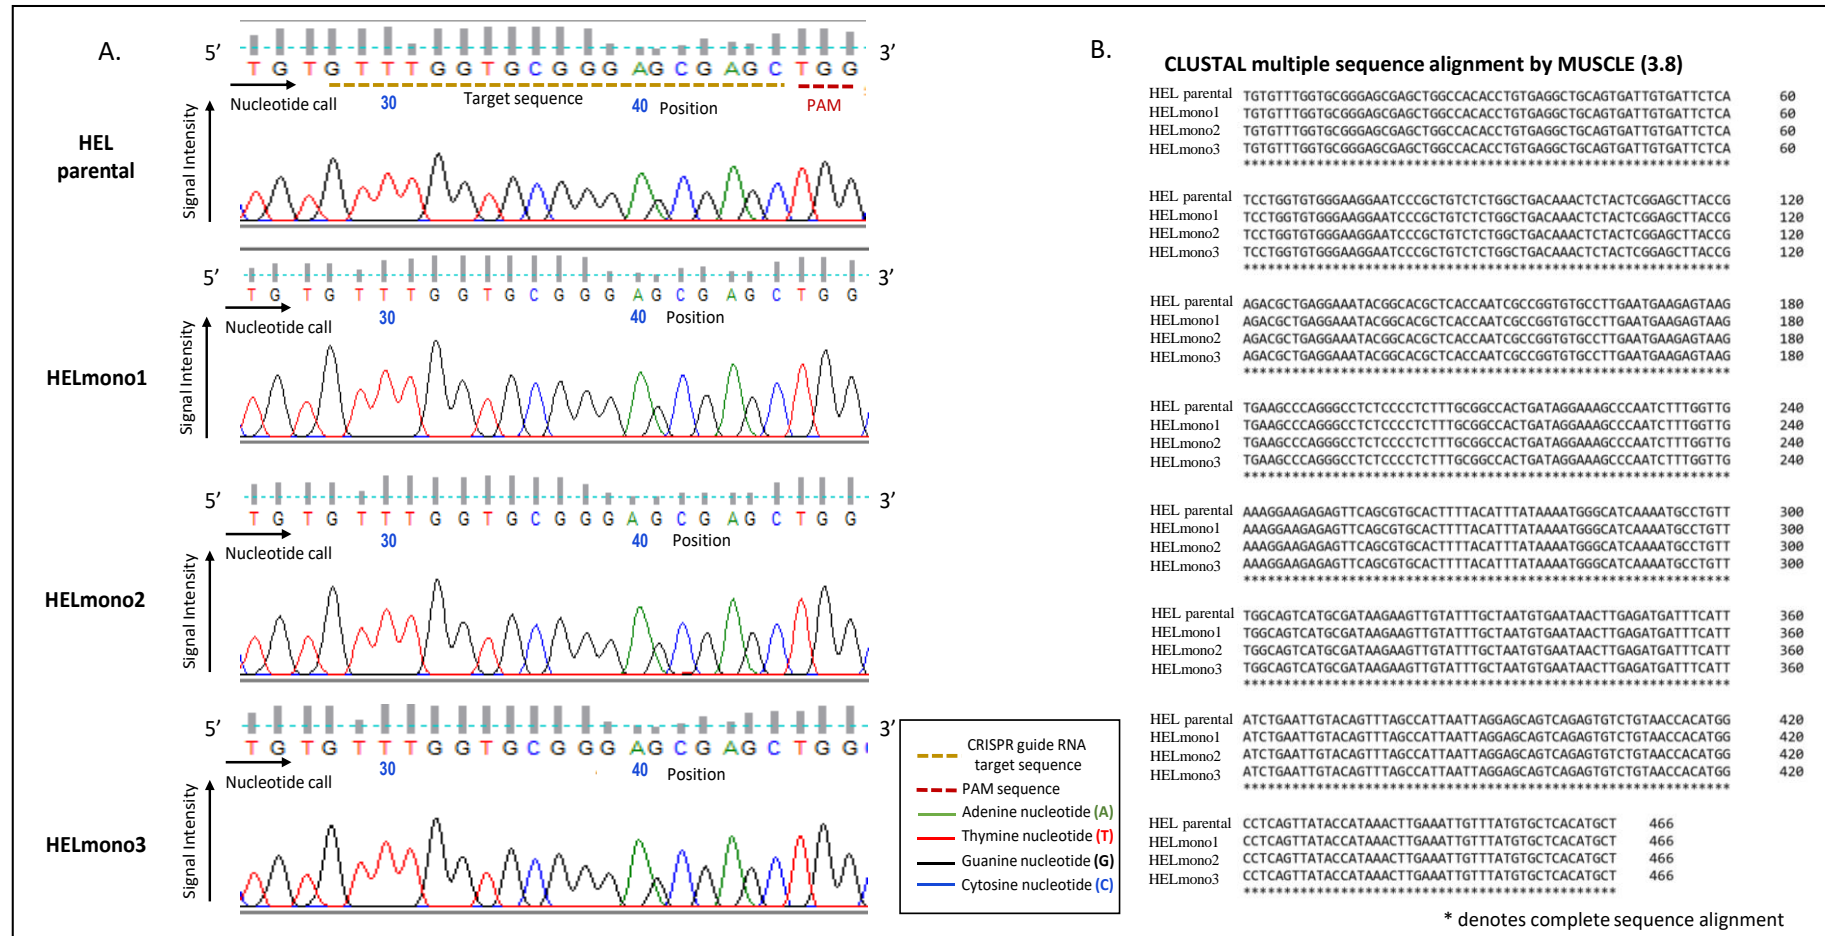 A.
5’
3’
T G T G T T T G G T G C G G G A G C G A G C T G G
Nucleotide call
30
Target sequence
40
Position
PAM
Signal Intensity
HEL
parental
5’
3’
T G T G T T T G G T G C G G G A G C G A G C T G G
Nucleotide call
30
40
Position
Signal Intensity
HELmono1
5’
3’
T G T G T T T G G T G C G G G A G C G A G C T G G
Nucleotide call
30
40
Position
Signal Intensity
HELmono2
5’
3’
T G T G T T T G G T G C G G G A G C G A G C T G G
Nucleotide call
30
40
Position
Signal Intensity
HELmono3
CRISPR guide RNA
target sequence
PAM sequence
Adenine nucleotide (A)
Thymine nucleotide (T)
Guanine nucleotide (G)
Cytosine nucleotide (C)
B.
CLUSTAL multiple sequence alignment by MUSCLE (3.8)
HEL parental TGTGTTTGGTGCGGGAGCGAGCTGGCCACACCTGTGAGGCTGCAGTGATTGTGATTCTCA 60
HELmono1 TGTGTTTGGTGCGGGAGCGAGCTGGCCACACCTGTGAGGCTGCAGTGATTGTGATTCTCA 60
HELmono2 TGTGTTTGGTGCGGGAGCGAGCTGGCCACACCTGTGAGGCTGCAGTGATTGTGATTCTCA 60
HELmono3 TGTGTTTGGTGCGGGAGCGAGCTGGCCACACCTGTGAGGCTGCAGTGATTGTGATTCTCA 60
************************************************************
HEL parental TCCTGGTGTGGGAAGGAATCCCGCTGTCTCTGGCTGACAAACTCTACTCGGAGCTTACCG 120
HELmono1 TCCTGGTGTGGGAAGGAATCCCGCTGTCTCTGGCTGACAAACTCTACTCGGAGCTTACCG 120
HELmono2 TCCTGGTGTGGGAAGGAATCCCGCTGTCTCTGGCTGACAAACTCTACTCGGAGCTTACCG 120
HELmono3 TCCTGGTGTGGGAAGGAATCCCGCTGTCTCTGGCTGACAAACTCTACTCGGAGCTTACCG 120
************************************************************
HEL parental AGACGCTGAGGAAATACGGCACGCTCACCAATCGCCGGTGTGCCTTGAATGAAGAGTAAG 180
HELmono1 AGACGCTGAGGAAATACGGCACGCTCACCAATCGCCGGTGTGCCTTGAATGAAGAGTAAG 180
HELmono2 AGACGCTGAGGAAATACGGCACGCTCACCAATCGCCGGTGTGCCTTGAATGAAGAGTAAG 180
HELmono3 AGACGCTGAGGAAATACGGCACGCTCACCAATCGCCGGTGTGCCTTGAATGAAGAGTAAG 180
************************************************************
HEL parental TGAAGCCCAGGGCCTCTCCCCTCTTTGCGGCCACTGATAGGAAAGCCCAATCTTTGGTTG 240
HELmono1 TGAAGCCCAGGGCCTCTCCCCTCTTTGCGGCCACTGATAGGAAAGCCCAATCTTTGGTTG 240
HELmono2 TGAAGCCCAGGGCCTCTCCCCTCTTTGCGGCCACTGATAGGAAAGCCCAATCTTTGGTTG 240
HELmono3 TGAAGCCCAGGGCCTCTCCCCTCTTTGCGGCCACTGATAGGAAAGCCCAATCTTTGGTTG 240
************************************************************
HEL parental AAAGGAAGAGAGTTCAGCGTGCACTTTTACATTTATAAAATGGGCATCAAAATGCCTGTT 300
HELmono1 AAAGGAAGAGAGTTCAGCGTGCACTTTTACATTTATAAAATGGGCATCAAAATGCCTGTT 300
HELmono2 AAAGGAAGAGAGTTCAGCGTGCACTTTTACATTTATAAAATGGGCATCAAAATGCCTGTT 300
HELmono3 AAAGGAAGAGAGTTCAGCGTGCACTTTTACATTTATAAAATGGGCATCAAAATGCCTGTT 300
************************************************************
HEL parental TGGCAGTCATGCGATAAGAAGTTGTATTTGCTAATGTGAATAACTTGAGATGATTTCATT 360
HELmono1 TGGCAGTCATGCGATAAGAAGTTGTATTTGCTAATGTGAATAACTTGAGATGATTTCATT 360
HELmono2 TGGCAGTCATGCGATAAGAAGTTGTATTTGCTAATGTGAATAACTTGAGATGATTTCATT 360
HELmono3 TGGCAGTCATGCGATAAGAAGTTGTATTTGCTAATGTGAATAACTTGAGATGATTTCATT 360
************************************************************
HEL parental ATCTGAATTGTACAGTTTAGCCATTAATTAGGAGCAGTCAGAGTGTCTGTAACCACATGG 420
HELmono1 ATCTGAATTGTACAGTTTAGCCATTAATTAGGAGCAGTCAGAGTGTCTGTAACCACATGG 420
HELmono2 ATCTGAATTGTACAGTTTAGCCATTAATTAGGAGCAGTCAGAGTGTCTGTAACCACATGG 420
HELmono3 ATCTGAATTGTACAGTTTAGCCATTAATTAGGAGCAGTCAGAGTGTCTGTAACCACATGG 420
************************************************************
HEL parental CCTCAGTTATACCATAAACTTGAAATTGTTTATGTGCTCACATGCT 466
HELmono1 CCTCAGTTATACCATAAACTTGAAATTGTTTATGTGCTCACATGCT 466
HELmono2 CCTCAGTTATACCATAAACTTGAAATTGTTTATGTGCTCACATGCT 466
HELmono3 CCTCAGTTATACCATAAACTTGAAATTGTTTATGTGCTCACATGCT 466
**********************************************
* denotes complete sequence alignment